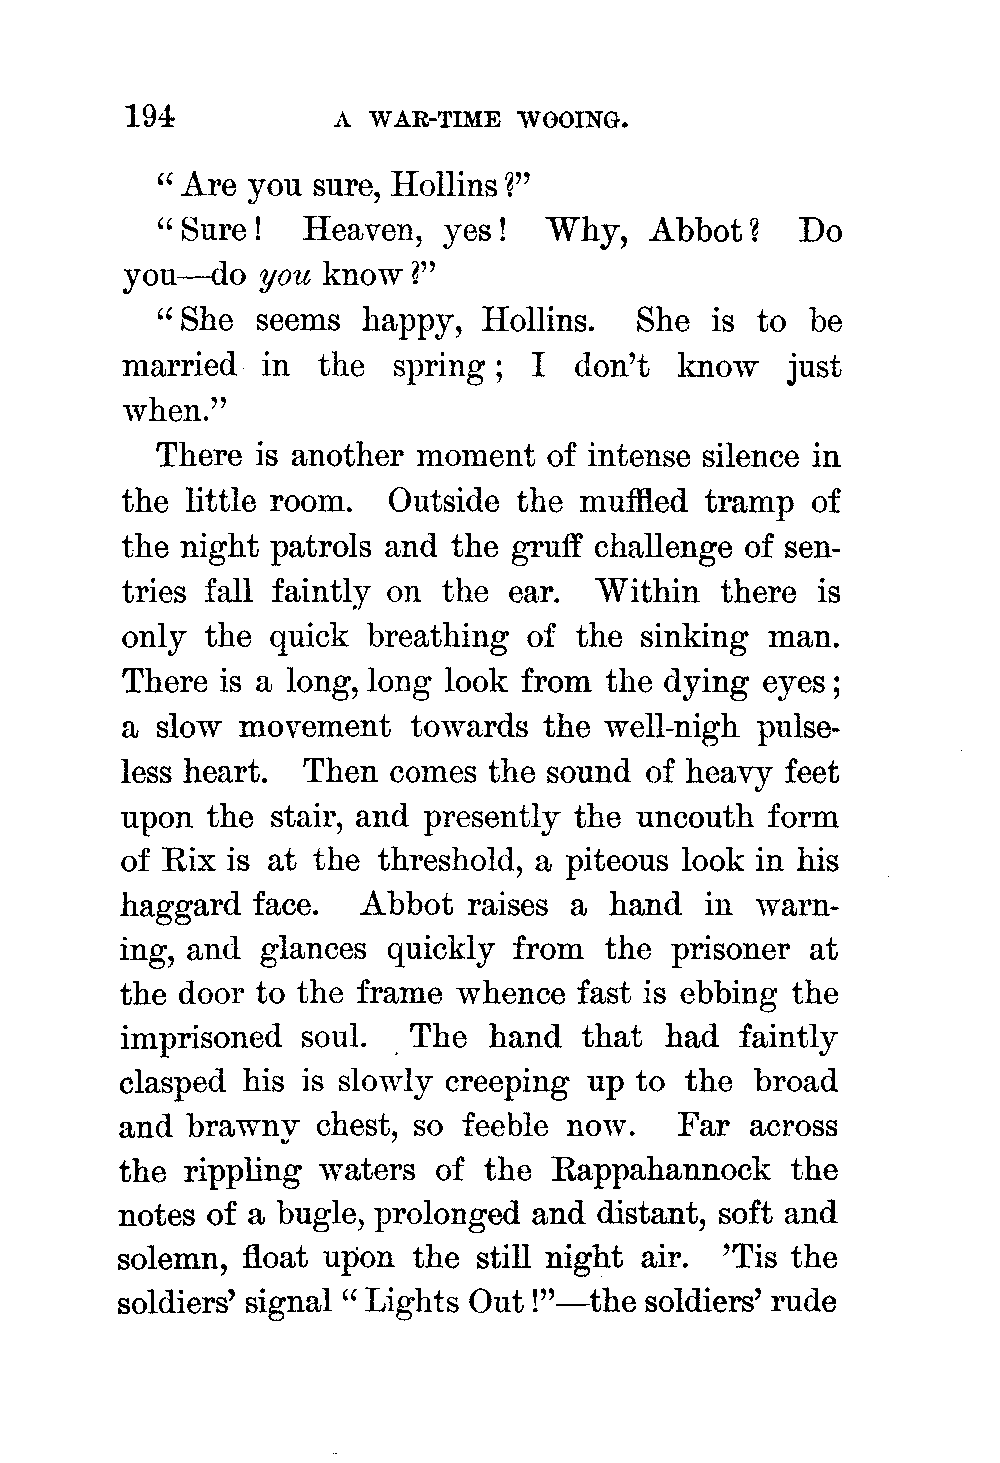 194 A WAR-TIME WOOING.
“Are you sure, Hollins?”
“Sure! Heaven, yes! Why, Abbot? Do
you—do you know?”
“She seems happy, Hollins. She is to be
married in the spring; I don’t know just
when.”
There is another moment of intense silence in
the little room. Outside the muffled tramp of
the night patrols and the gruff challenge of sen-
tries fall faintly on the ear. Within there is
only the quick breathing of the sinking man.
There is a long, long look from the dying eyes;
a slow movement towards the well-nigh pulse-
less heart. Then comes the sound of heavy feet
upon the stair, and presently the uncouth form
of Rix is at the threshold, a piteous look in his
haggard face. Abbot raises a hand in warn-
ing, and glances quickly from the prisoner at
the door to the frame whence fast is ebbing the
imprisoned soul. The hand that had faintly
clasped his is slowly creeping up to the broad
and brawny chest, so feeble now. Far across
the rippling waters of the Rappahannock the
notes of a bugle, prolonged and distant, soft and
solemn, float upon the still night air. ’Tis the
soldiers’ signal “Lights Out!”—the soldiers’ rude